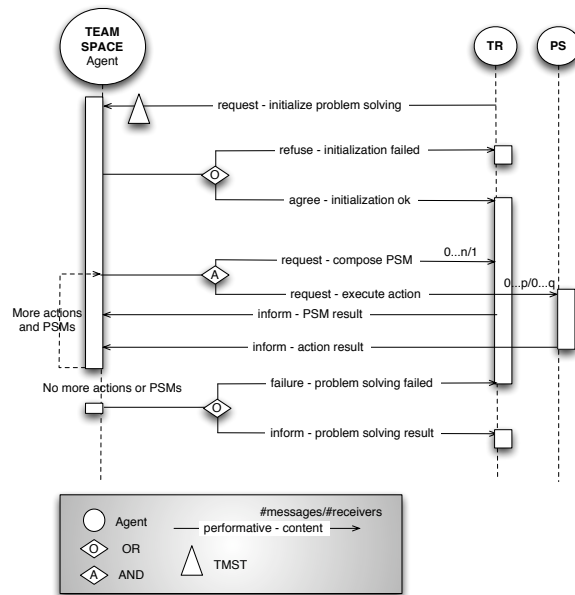 TEAM
SPACE
Agent
TR
PS
request - initialize problem solving
refuse - initialization failed
O
agree - initialization ok
request - compose PSM
0...n/1
A
request - execute action
0...p/0...q
More actions
and PSMs
inform - PSM result
inform - action result
No more actions or PSMs
failure - problem solving failed
O
inform - problem solving result
#messages/#receivers
Agent
performative - content
O
OR
TMST
A
AND